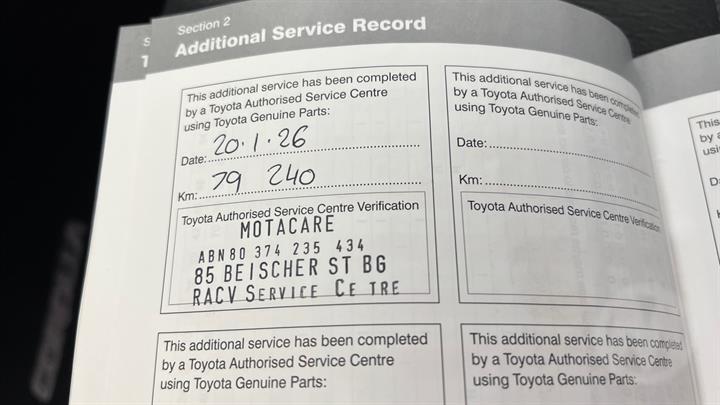 Section 2
Additional Service Record
This additional service has been completed
by a Toyota Authorised Service Centre
using Toyota Genuine Parts:
Date: 20.1.26
Km: 79 240
Toyota Authorised Service Centre Verification
MOTACARE
ABN 80 374 235 434
85 BEISCHER ST BG
RACV SERVICE CE TRE
This additional service has been completed
by a Toyota Authorised Service Centre
using Toyota Genuine Parts:
Date:
Km:
Toyota Authorised Service Centre Verification
This additional service has been completed
by a Toyota Authorised Service Centre
using Toyota Genuine Parts:
This additional service has been completed
by a Toyota Authorised Service Centre
using Toyota Genuine Parts:
This
COROLLA